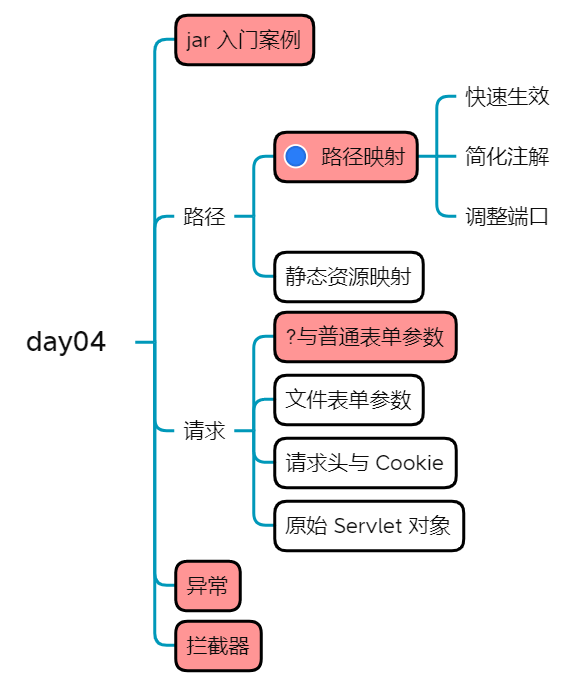 jar 入门案例
路径映射
快速生效
简化注解
调整端口
路径
静态资源映射
day04
?与普通表单参数
文件表单参数
请求
请求头与 Cookie
原始 Servlet 对象
异常
拦截器